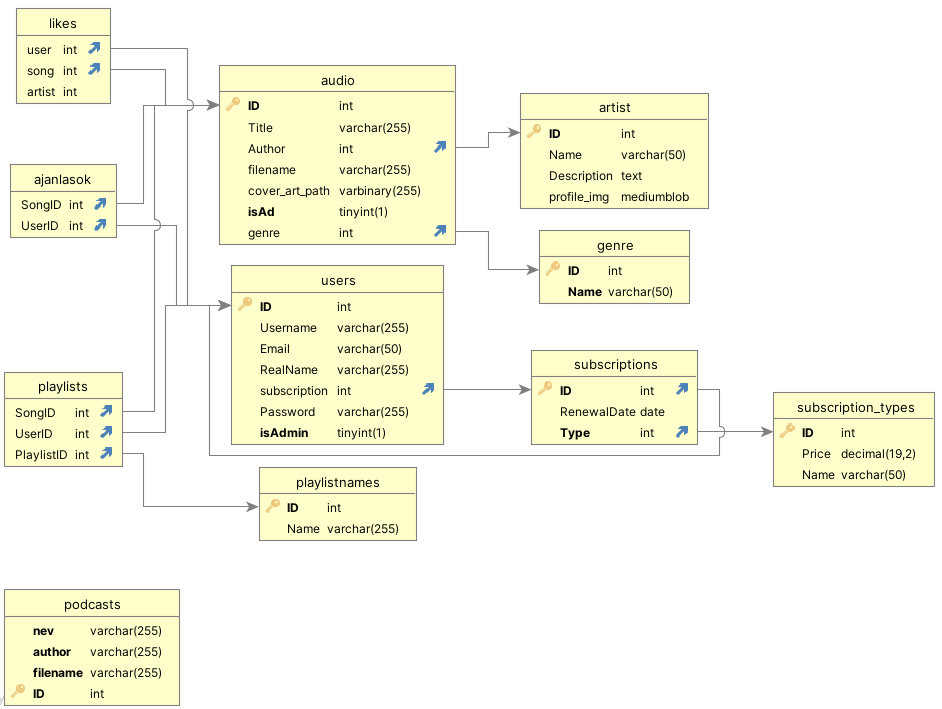 likes
user int
song int
artist int
ajanlasok
SongID int
UserID int
playlists
SongID int
UserID int
PlaylistID int
audio
ID int
Title varchar(255)
Author int
filename varchar(255)
cover_art_path varbinary(255)
isAd tinyint(1)
genre int
users
ID int
Username varchar(255)
Email varchar(50)
RealName varchar(255)
subscription int
Password varchar(255)
isAdmin tinyint(1)
playlistnames
ID int
Name varchar(255)
artist
ID int
Name varchar(50)
Description text
profile_img mediumblob
genre
ID int
Name varchar(50)
subscriptions
ID int
RenewalDate date
Type int
subscription_types
ID int
Price decimal(19,2)
Name varchar(50)
podcasts
nev varchar(255)
author varchar(255)
filename varchar(255)
ID int